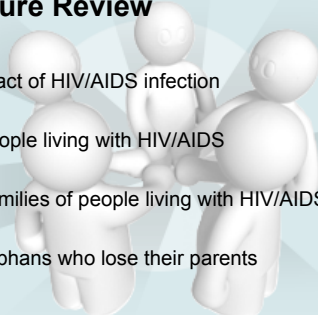 ure Review
act of HIV/AIDS infection
ople living with HIV/AIDS
milies of people living with HIV/AIDS
phans who lose their parents